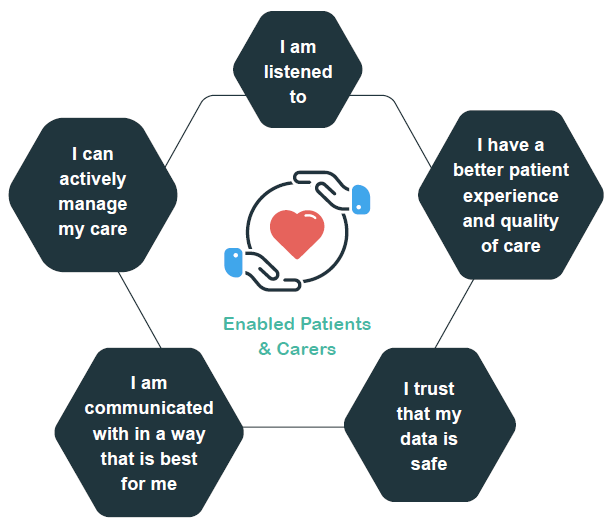 I am
listened
to
I have a
better patient
experience
and quality
of care
I trust
that my
data is
safe
I am
communicated
with in a way
that is best
for me
I can
actively
manage
my care
Enabled Patients
& Carers